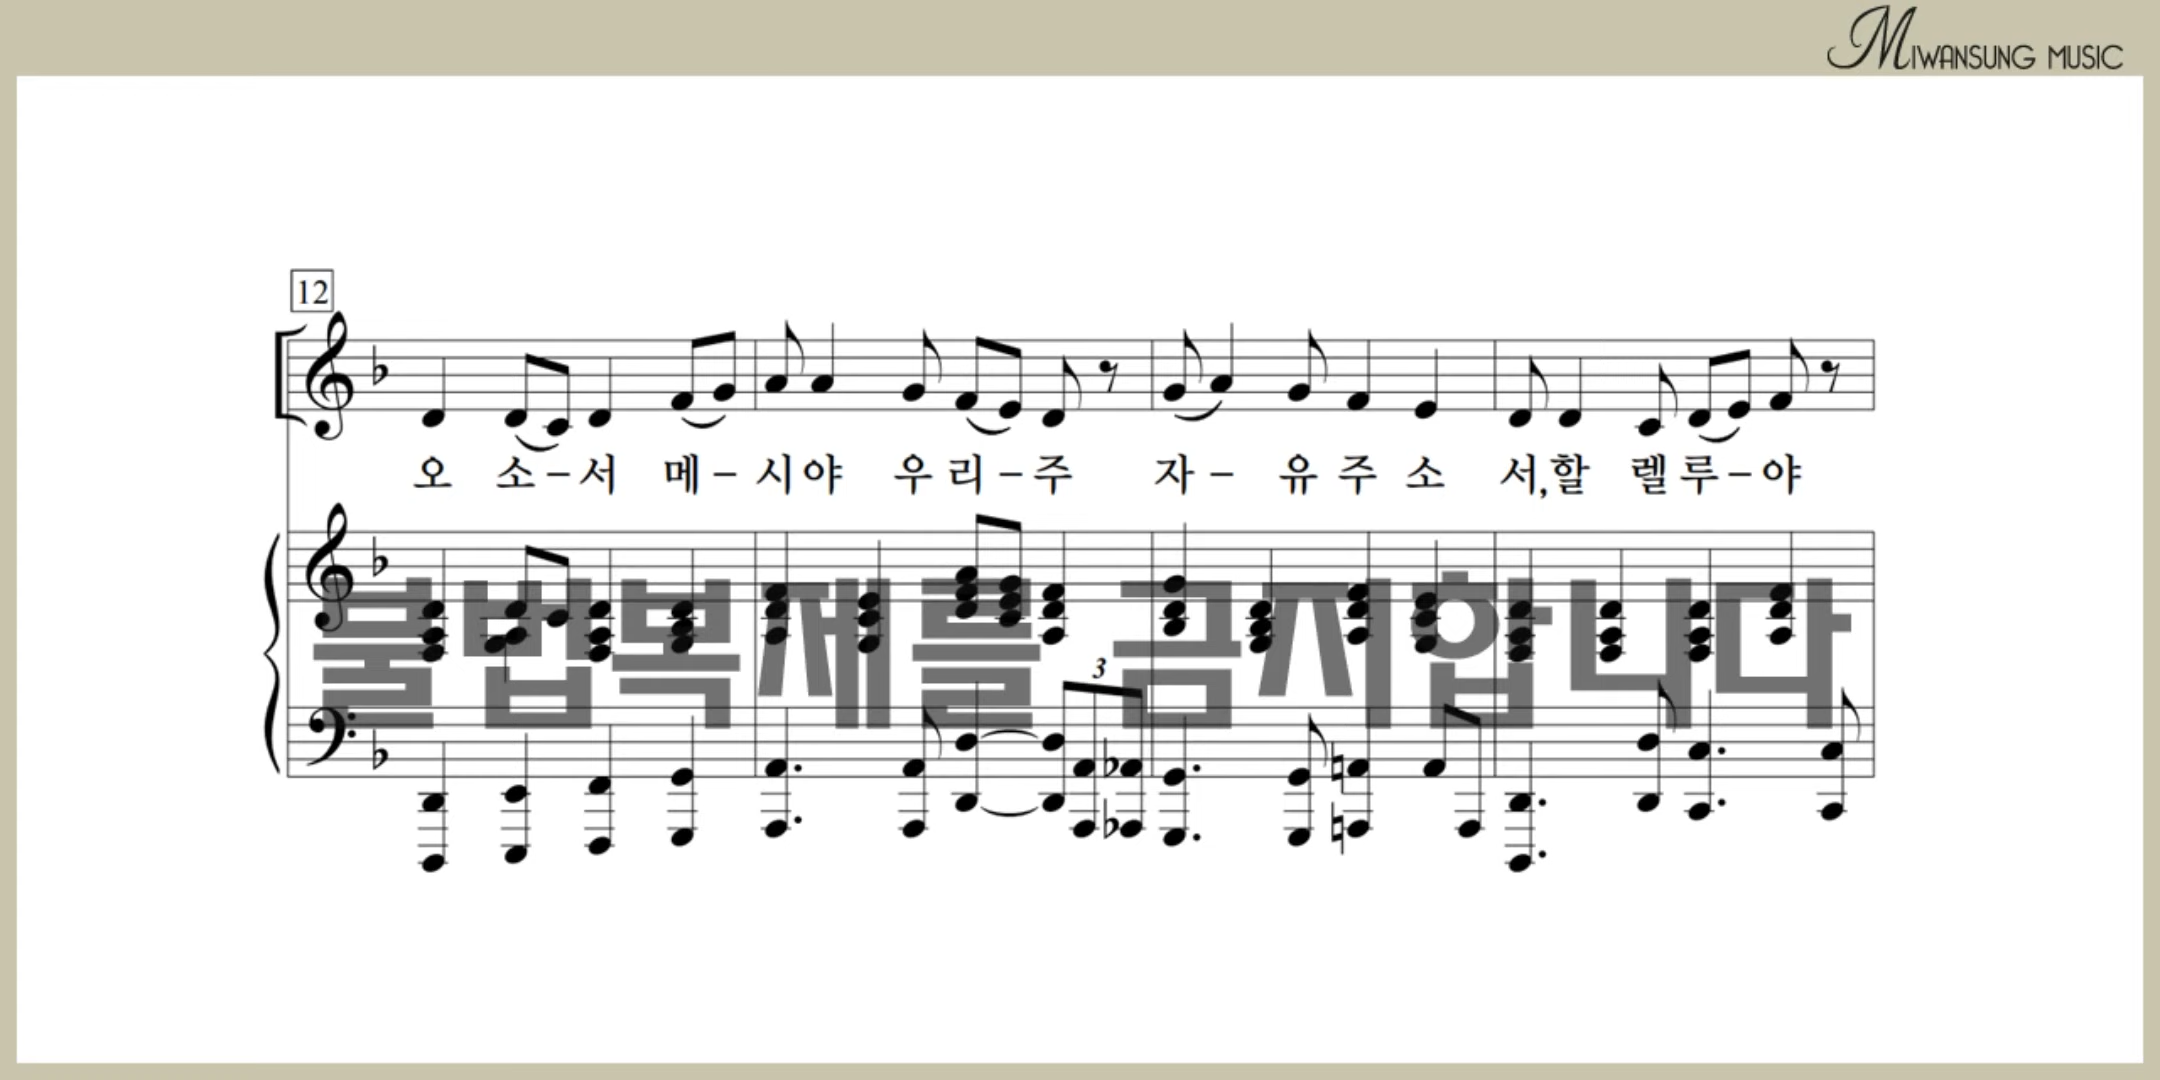 MIWANSUNG MUSIC
12
오 소-서 메-시야 우리-주 자- 유주소 서,할 렐루-야
불법복제를 금지합니다
3